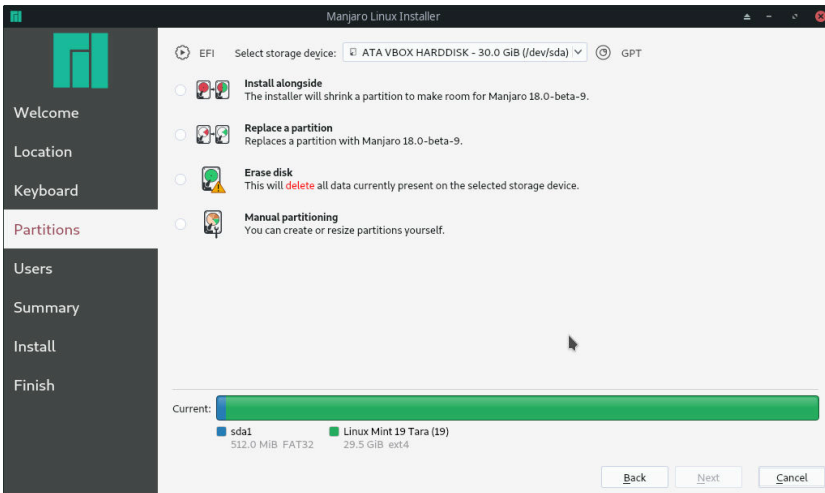 Manjaro Linux Installer
EFI Select storage device: ATA VBOX HARDDISK - 30.0 GiB (/dev/sda) GPT
Install alongside
The installer will shrink a partition to make room for Manjaro 18.0-beta-9.
Replace a partition
Replaces a partition with Manjaro 18.0-beta-9.
Erase disk
This will delete all data currently present on the selected storage device.
Manual partitioning
You can create or resize partitions yourself.
Welcome
Location
Keyboard
Partitions
Users
Summary
Install
Finish
Current:
sda1
512.0 MiB FAT32
Linux Mint 19 Tara (19)
29.5 GiB ext4
Back Next Cancel